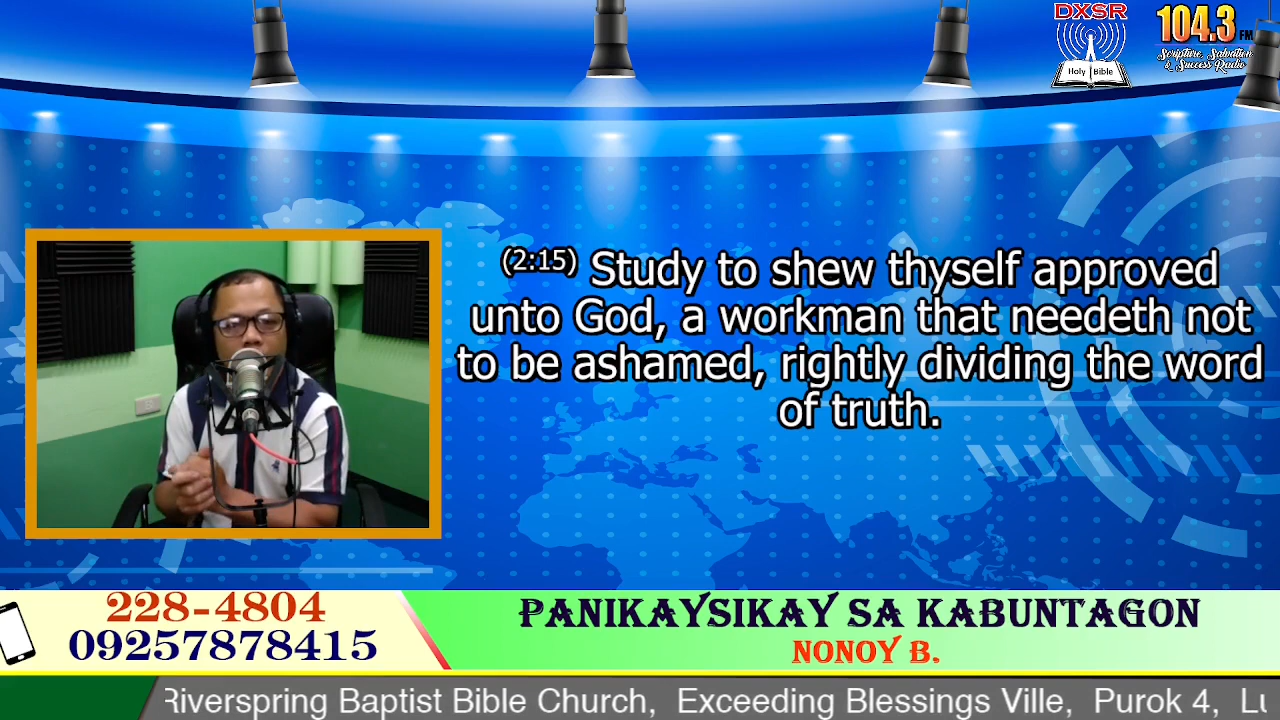 DXSR
Holy Bible
104.3 FM
Scripture, Salvation
& Success Radio
(2:15) Study to shew thyself approved
unto God, a workman that needeth not
to be ashamed, rightly dividing the word
of truth.
228-4804
09257878415
PANIKAYSIKAY SA KABUNTAGON
NONOY B.
Riverspring Baptist Bible Church, Exceeding Blessings Ville, Purok 4, Lu